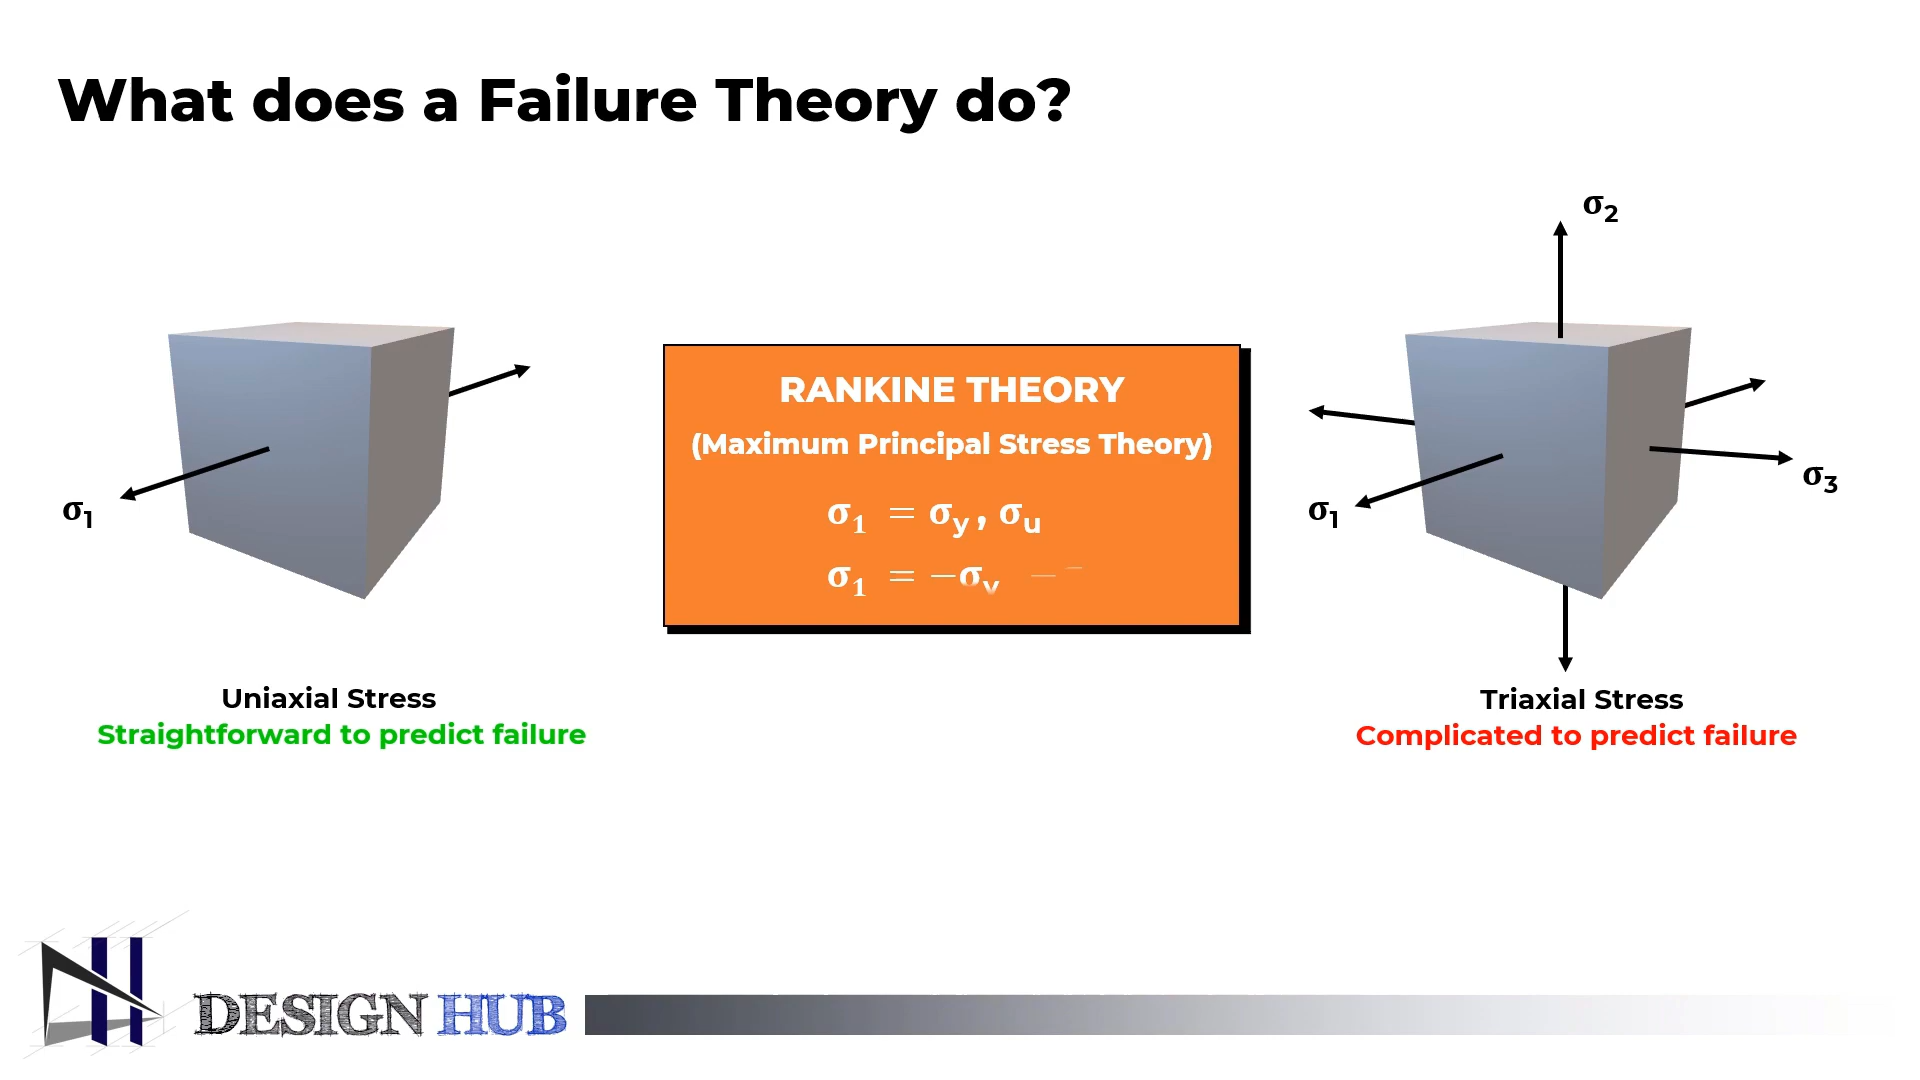 What does a Failure Theory do?
σ1
Uniaxial Stress
Straightforward to predict failure
RANKINE THEORY
(Maximum Principal Stress Theory)
σ1 = σy , σu
σ1 = −σy
σ2
σ3
σ1
Triaxial Stress
Complicated to predict failure
DESIGN HUB